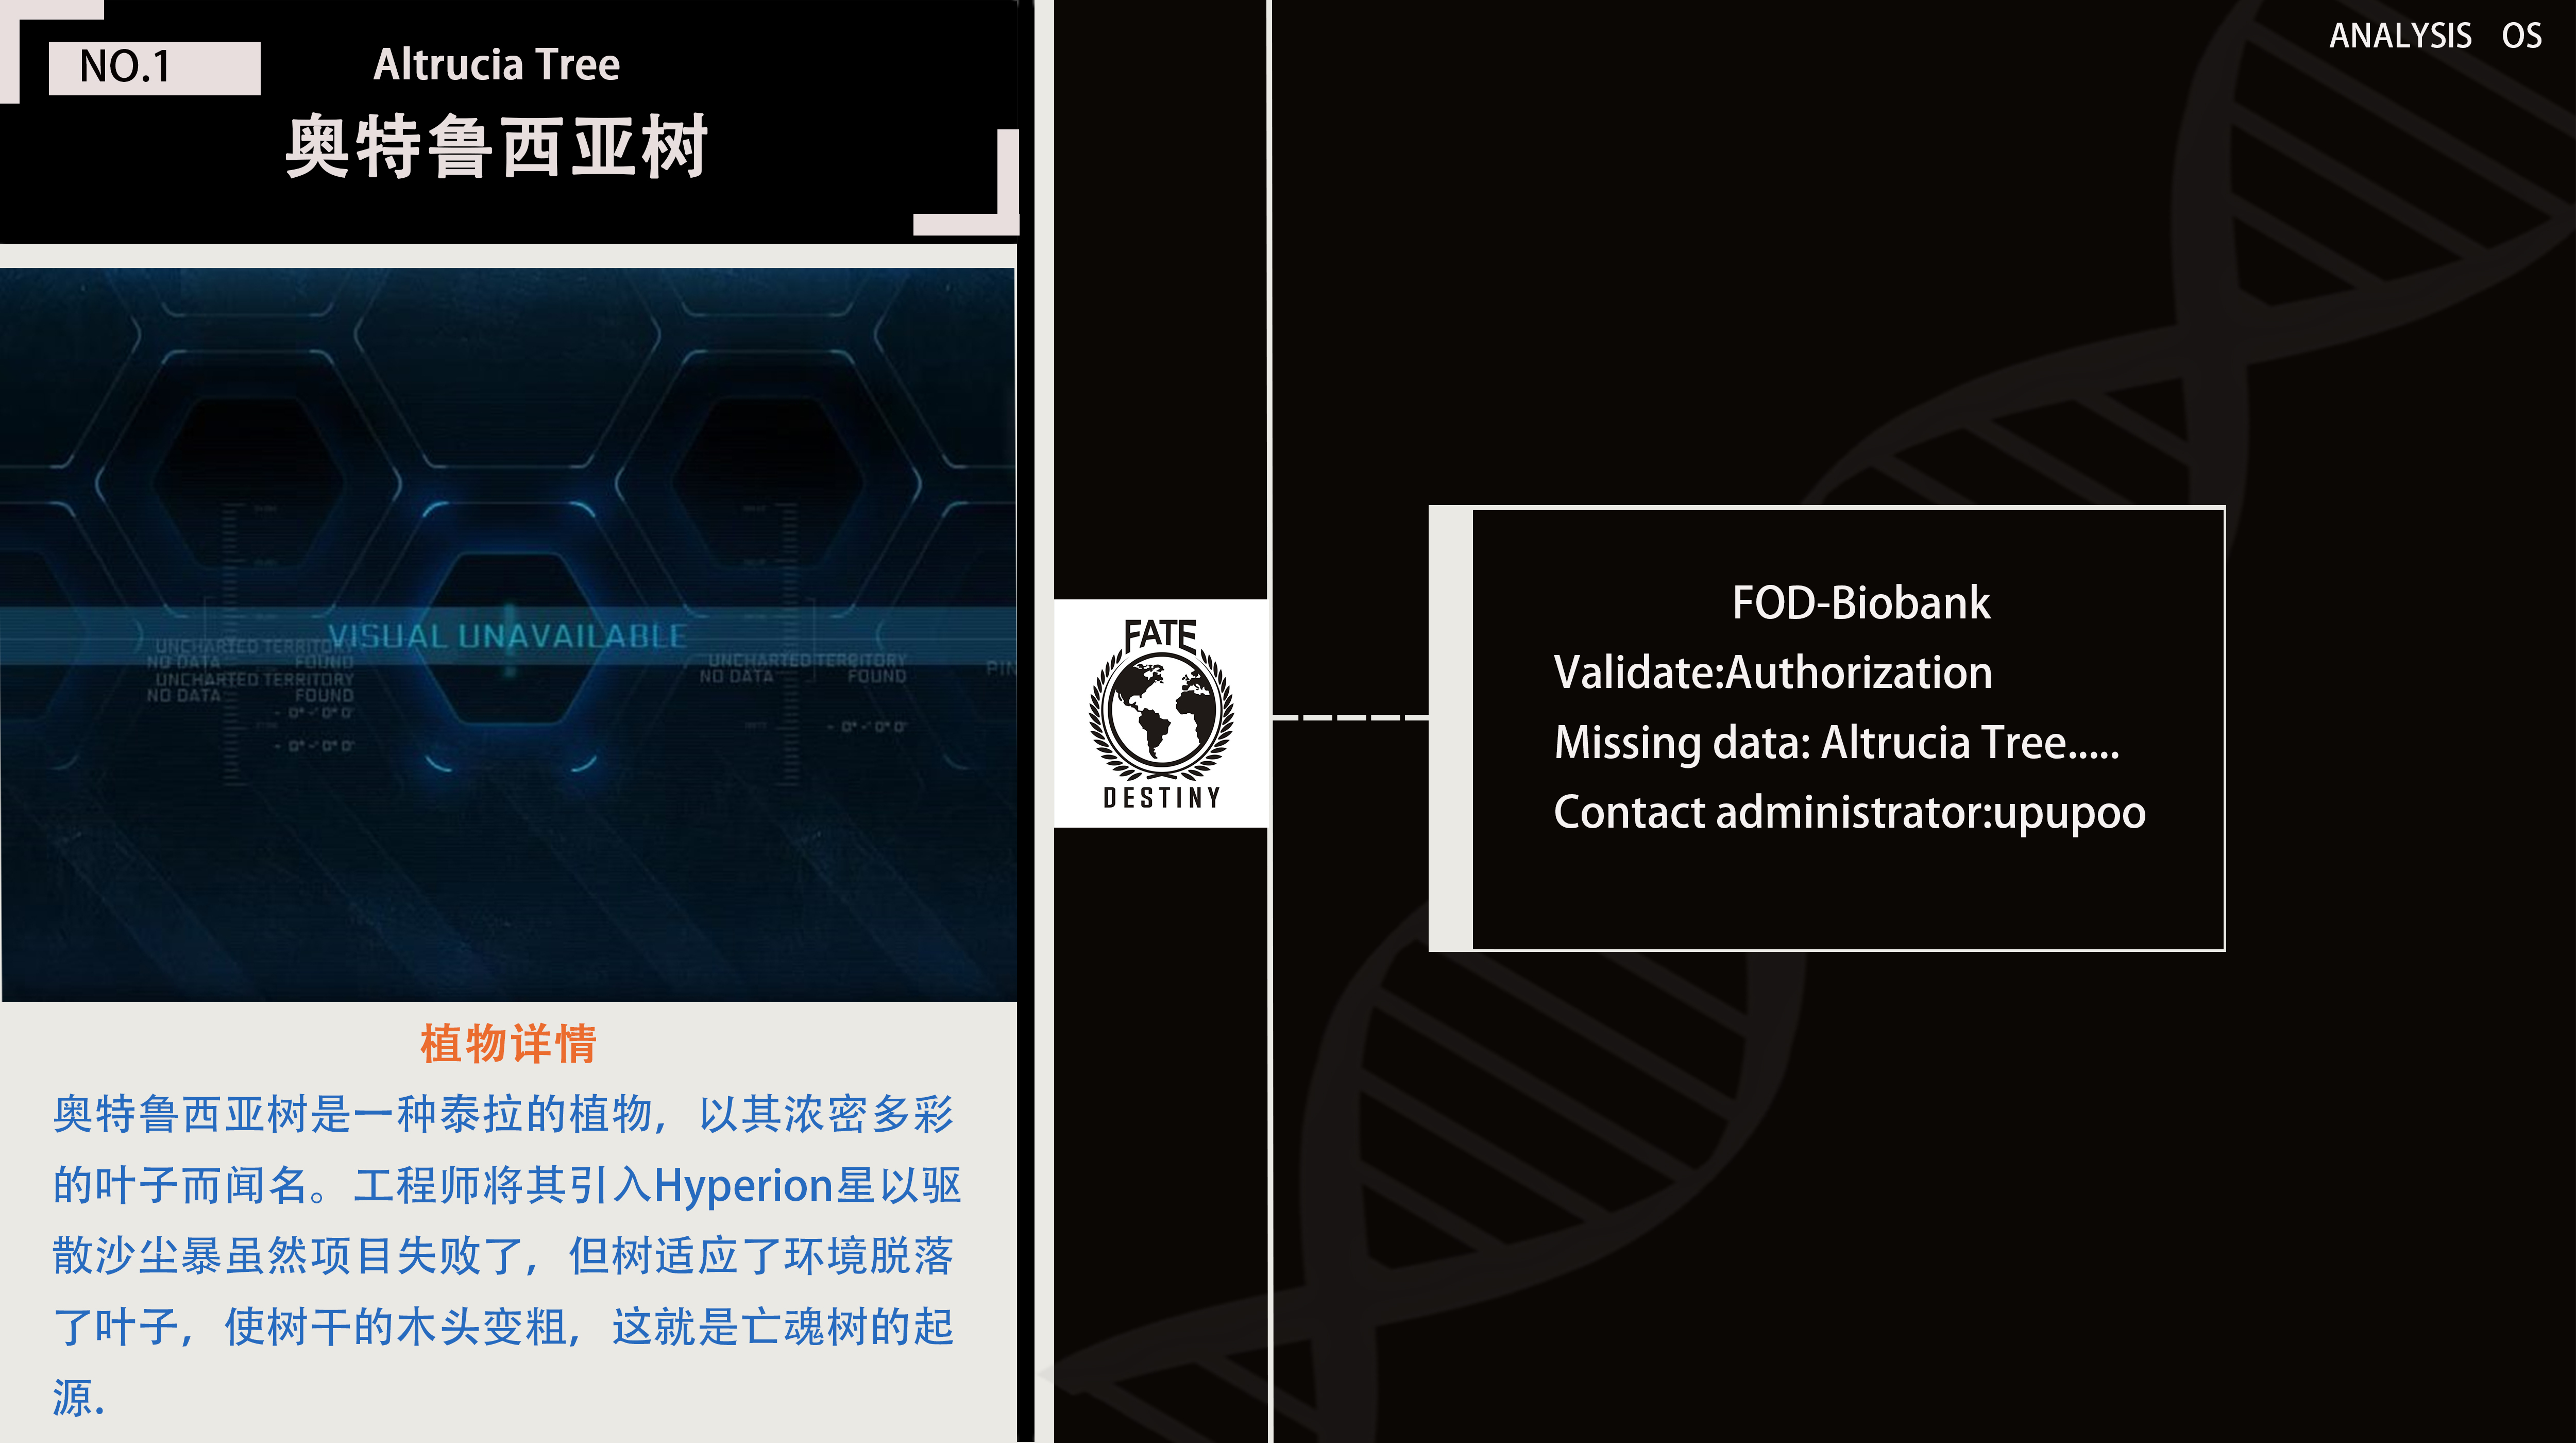 NO.1
Altrucia Tree
奥特鲁西亚树
VISUAL UNAVAILABLE
UNCHARTED TERRITORY
NO DATA FOUND
UNCHARTED TERRITORY
NO DATA FOUND
UNCHARTED TERRITORY
NO DATA FOUND
植物详情
奥特鲁西亚树是一种泰拉的植物，以其浓密多彩
的叶子而闻名。工程师将其引入Hyperion星以驱
散沙尘暴虽然项目失败了，但树适应了环境脱落
了叶子，使树干的木头变粗，这就是亡魂树的起
源.
FATE
DESTINY
ANALYSIS OS
FOD-Biobank
Validate:Authorization
Missing data: Altrucia Tree.....
Contact administrator:upupoo